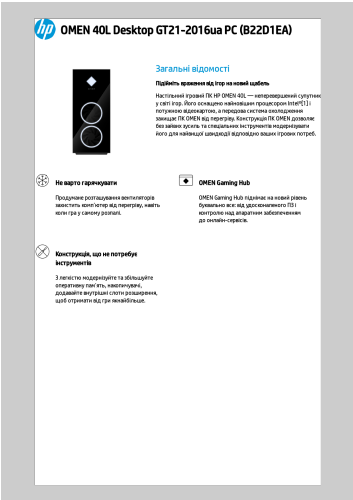 hp OMEN 40L Desktop GT21-2016ua PC (B22D1EA)
Загальні відомості
Підійміть враження від ігор на новий щабель
Настільний ігровий ПК HP OMEN 40L — неперевершений супутник
у світі ігор. Його оснащено найновішим процесором Intel®[1] і
потужною відеокартою, а передова система охолодження
захищає ПК OMEN від перегріву. Конструкція ПК OMEN дозволяє
без зайвих зусиль та спеціальних інструментів модернізувати
його для найвищої швидкодії відповідно ваших ігрових потреб.
Не варто гарячкувати
Продумане розташування вентиляторів
захистить комп'ютер від перегріву, навіть
коли гра у самому розпалі.
OMEN Gaming Hub
OMEN Gaming Hub піднімає на новий рівень
буквально все: від удосконаленого ПЗ і
контролю над апаратним забезпеченням
до онлайн-сервісів.
Конструкція, що не потребує
інструментів
З легкістю модернізуйте та збільшуйте
оперативну пам'ять, накопичувачі,
додавайте внутрішні слоти розширення,
щоб отримати від гри якнайбільше.